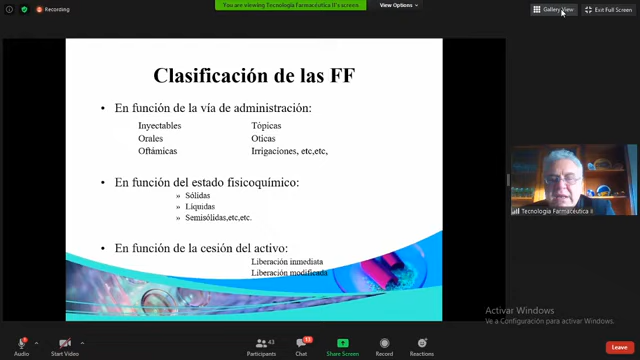 Recording
You are viewing Tecnología Farmacéutica II's screen
View Options
Gallery View
Exit Full Screen
Clasificación de las FF
• En función de la vía de administración:
Inyectables Tópicas
Orales Oticas
Oftámicas Irrigaciones, etc,etc,
• En función del estado fisicoquímico:
» Sólidas
» Líquidas
» Semisólidas,etc,etc.
• En función de la cesión del activo:
Liberación inmediata
Liberación modificada
Tecnología Farmacéutica II
Activar Windows
Ve a Configuración para activar Windows.
Audio
Start Video
43
Participants
Chat
Share Screen
Record
Reactions
Leave